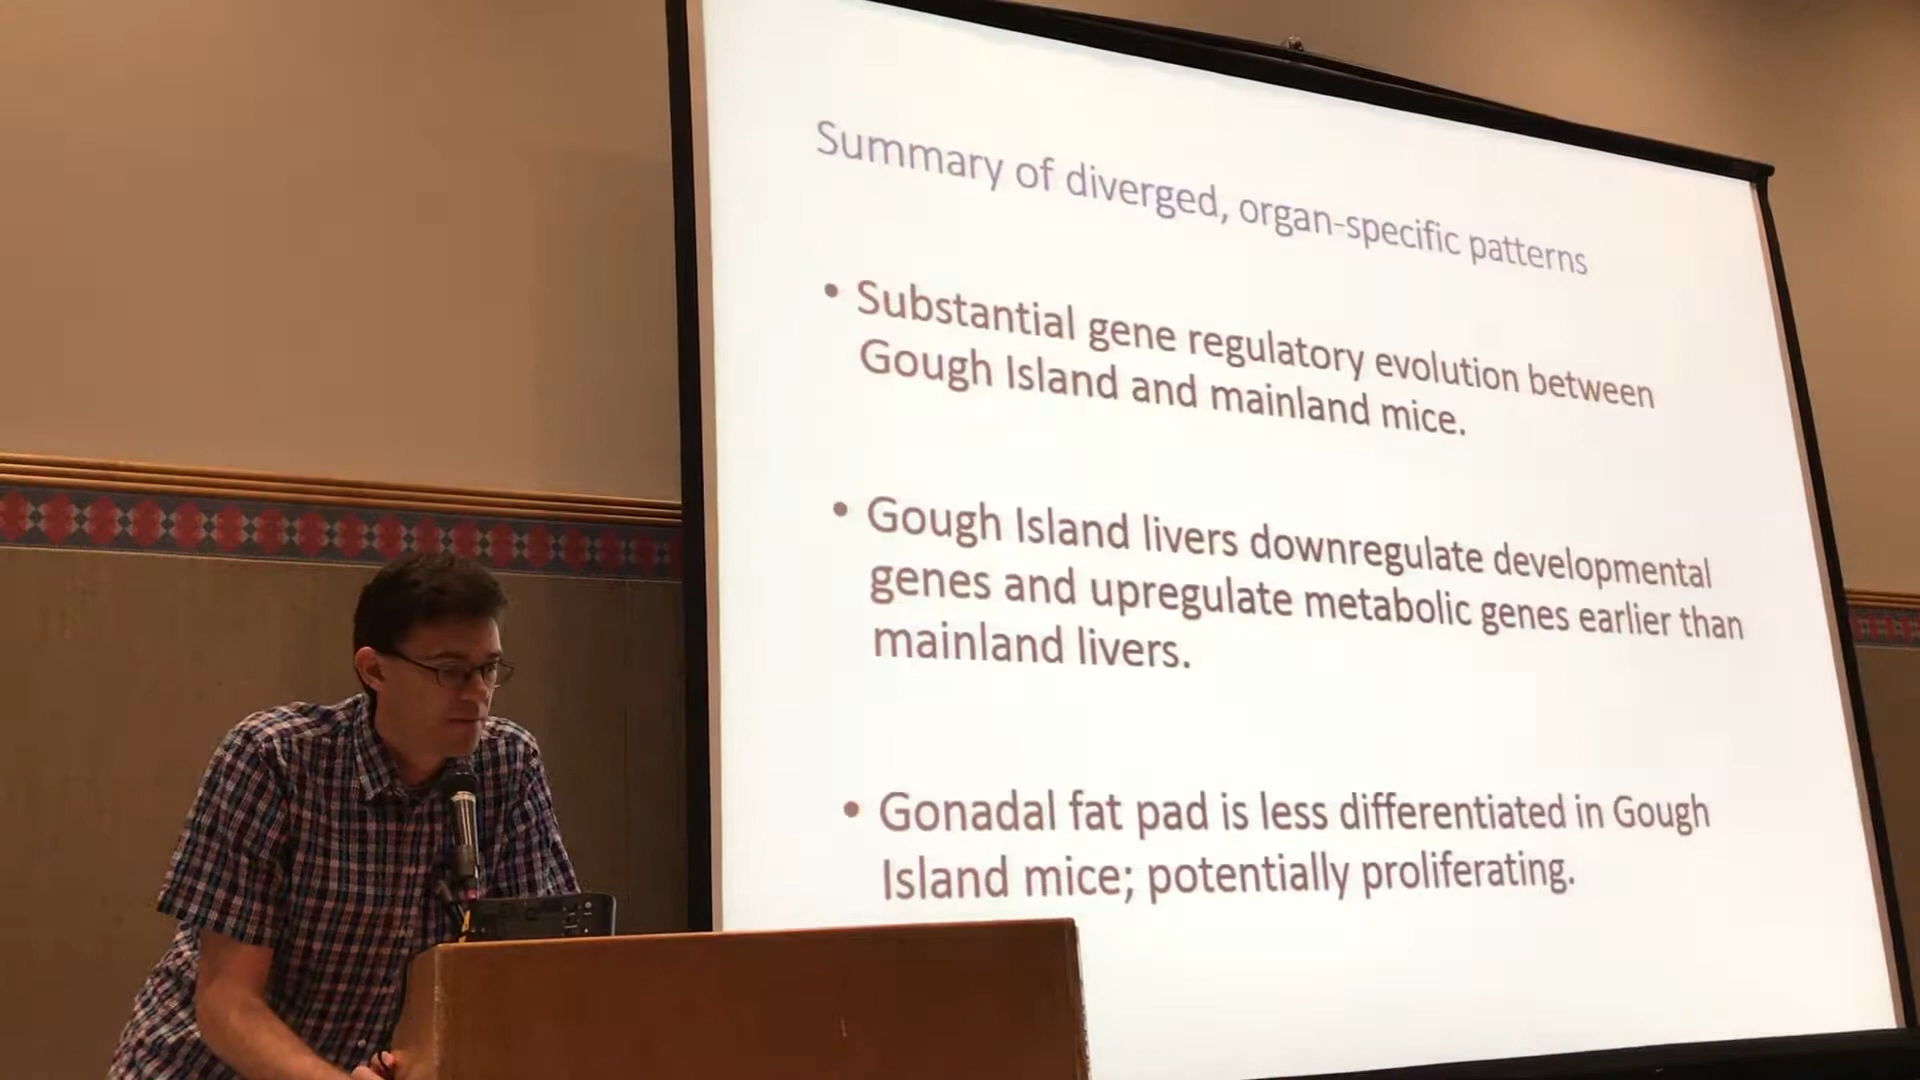 Summary of diverged, organ-specific patterns
• Substantial gene regulatory evolution between
Gough Island and mainland mice.
• Gough Island livers downregulate developmental
genes and upregulate metabolic genes earlier than
mainland livers.
• Gonadal fat pad is less differentiated in Gough
Island mice; potentially proliferating.